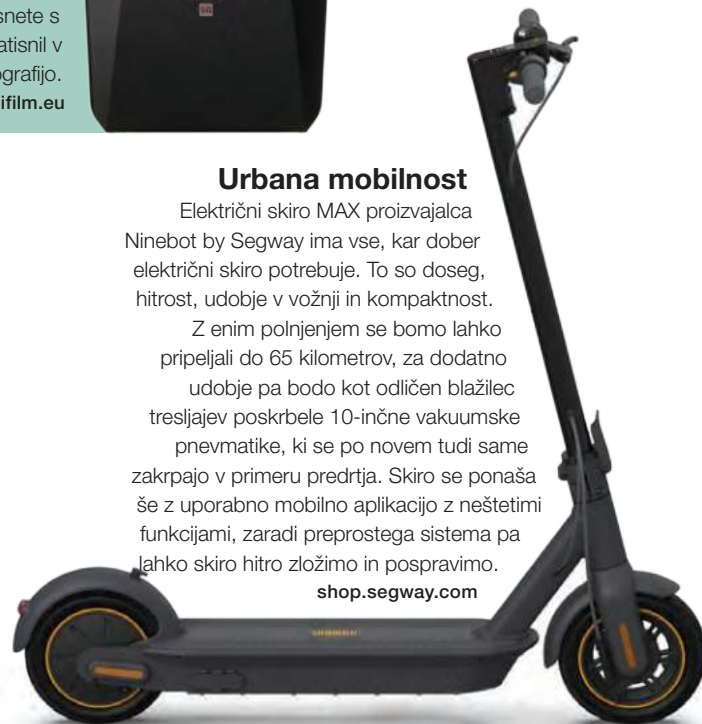 snete s
atisnil v
ografijo.
ifilm.eu
Urbana mobilnost
Električni skiro MAX proizvajalca
Ninebot by Segway ima vse, kar dober
električni skiro potrebuje. To so doseg,
hitrost, udobje v vožnji in kompaktnost.
Z enim polnjenjem se bomo lahko
pripeljali do 65 kilometrov, za dodatno
udobje pa bodo kot odličen blažilec
tresljajev poskrbele 10-inčne vakuumske
pnevmatike, ki se po novem tudi same
zakrpajo v primeru predrtja. Skiro se ponaša
še z uporabno mobilno aplikacijo z neštetimi
funkcijami, zaradi preprostega sistema pa
lahko skiro hitro zložimo in pospravimo.
shop.segway.com